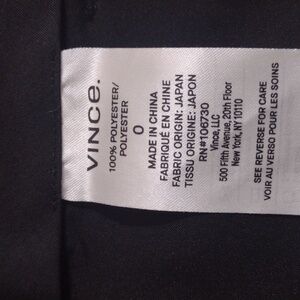 VINCE.
100% POLYESTER/
POLYESTER
0
MADE IN CHINA
FABRIQUÉ EN CHINE
FABRIC ORIGIN: JAPAN
TISSU ORIGINE: JAPON
RN#106730
Vince, LLC
500 Fifth Avenue, 20th Floor
New York, NY 10110
SEE REVERSE FOR CARE
VOIR AU VERSO POUR LES SOINS